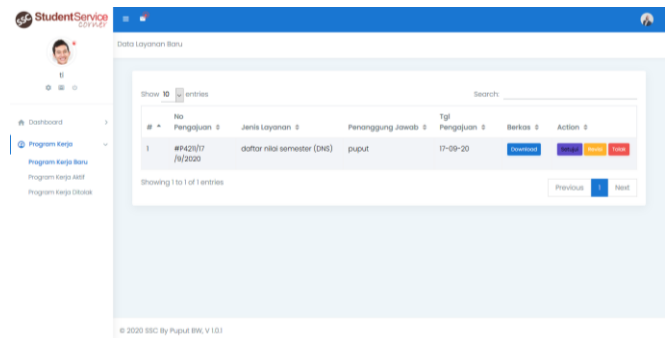 StudentService
corner
Data Layanan Baru
ti
Show 10 entries
Search:
Dashboard
Program Kerja
Program Kerja Baru
Program Kerja Aktif
Program Kerja Ditolak
# No Pengajuan Jenis Layanan Penanggung Jawab Tgl Pengajuan Berkas Action
1 #P4211/17 daftar nilai semester (DNS) puput 17-09-20 Download Setujui Revisi Tolak
/9/2020
Showing 1 to 1 of 1 entries
Previous 1 Next
© 2020 SSC By Puput BW, V 1.0.1